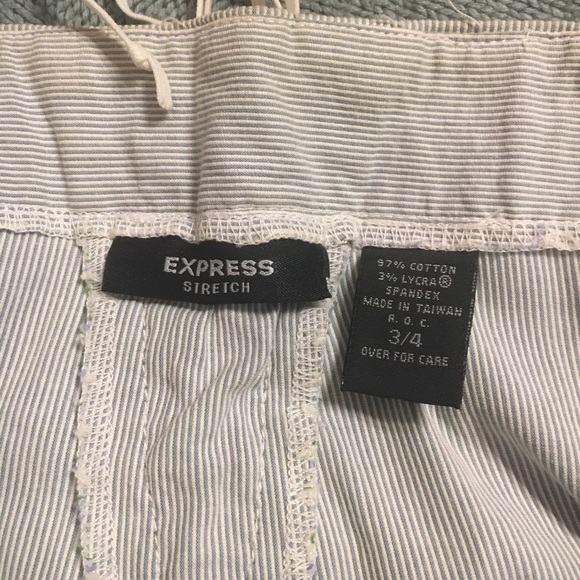 EXPRESS
STRETCH
97% COTTON
3% LYCRA®
SPANDEX
MADE IN TAIWAN
R. O. C.
3/4
OVER FOR CARE